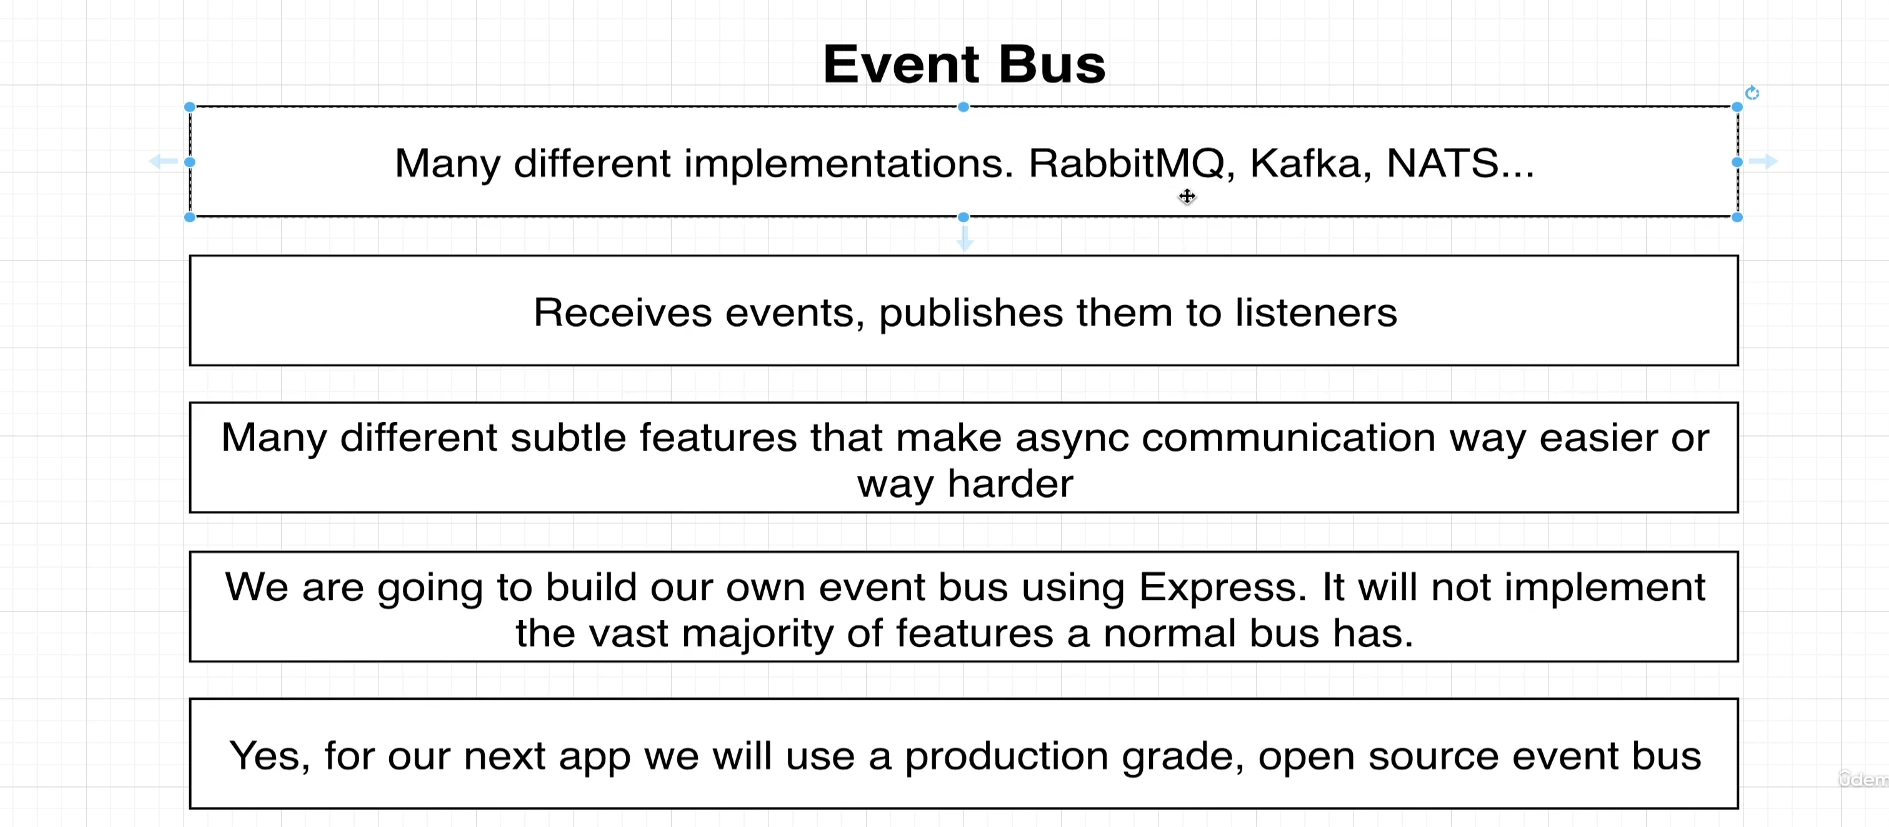 Event Bus
Many different implementations. RabbitMQ, Kafka, NATS...
Receives events, publishes them to listeners
Many different subtle features that make async communication way easier or
way harder
We are going to build our own event bus using Express. It will not implement
the vast majority of features a normal bus has.
Yes, for our next app we will use a production grade, open source event bus